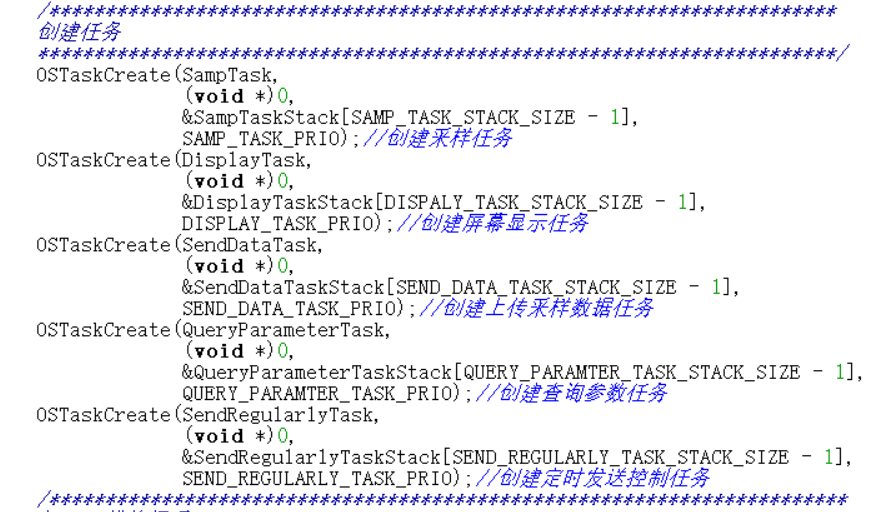 /**********************************************************************
创建任务
**********************************************************************/
OSTaskCreate(SampTask,
(void *)0,
&SampTaskStack[SAMP_TASK_STACK_SIZE - 1],
SAMP_TASK_PRIO);//创建采样任务
OSTaskCreate(DisplayTask,
(void *)0,
&DisplayTaskStack[DISPALY_TASK_STACK_SIZE - 1],
DISPLAY_TASK_PRIO);//创建屏幕显示任务
OSTaskCreate(SendDataTask,
(void *)0,
&SendDataTaskStack[SEND_DATA_TASK_STACK_SIZE - 1],
SEND_DATA_TASK_PRIO);//创建上传采样数据任务
OSTaskCreate(QueryParameterTask,
(void *)0,
&QueryParameterTaskStack[QUERY_PARAMTER_TASK_STACK_SIZE - 1],
QUERY_PARAMTER_TASK_PRIO);//创建查询参数任务
OSTaskCreate(SendRegularlyTask,
(void *)0,
&SendRegularlyTaskStack[SEND_REGULARLY_TASK_STACK_SIZE - 1],
SEND_REGULARLY_TASK_PRIO);//创建定时发送控制任务
/**********************************************************************